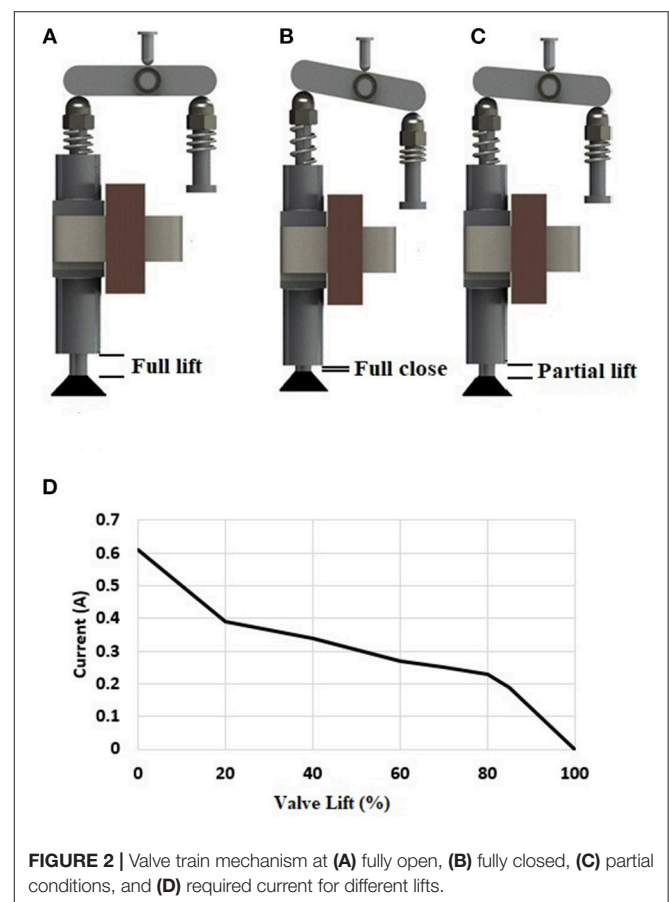 A
B
C
Full lift
Full close
Partial lift
D
0.7
0.6
0.5
0.4
0.3
0.2
0.1
0
Current (A)
0 20 40 60 80 100
Valve Lift (%)
FIGURE 2 | Valve train mechanism at (A) fully open, (B) fully closed, (C) partial
conditions, and (D) required current for different lifts.